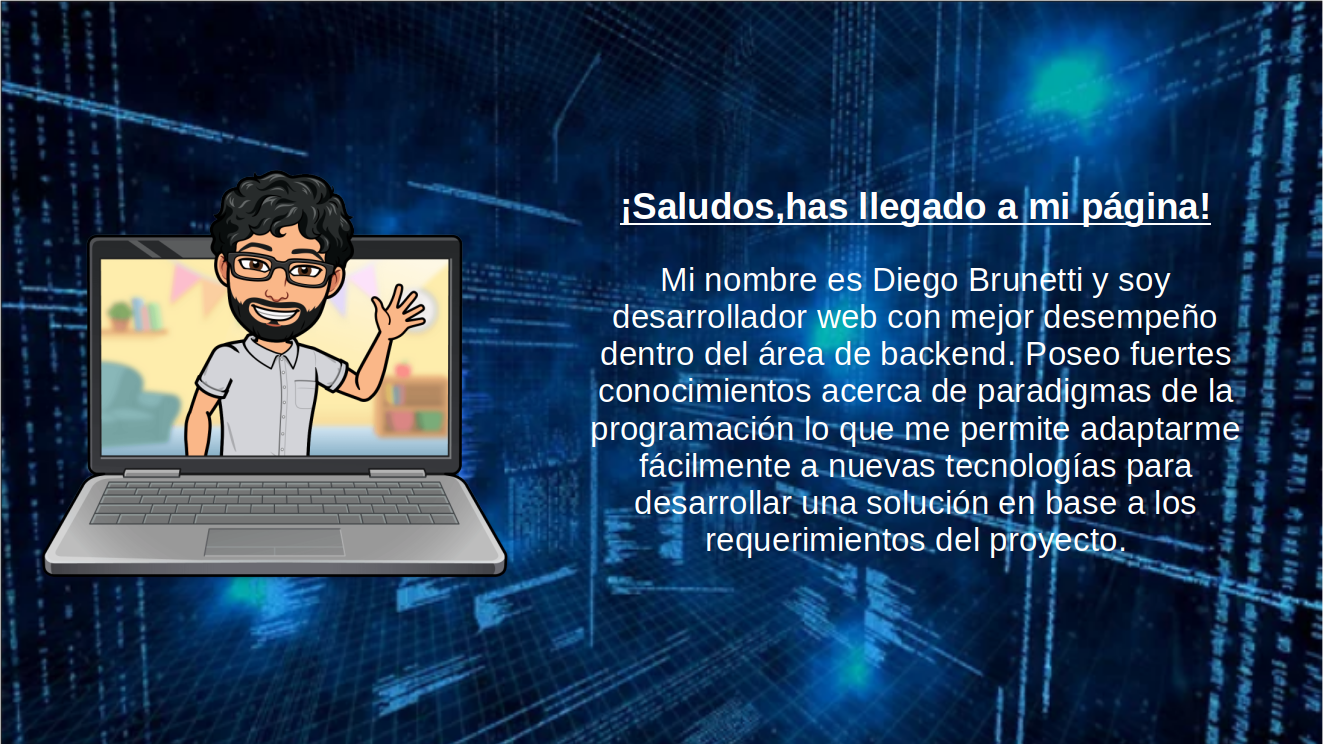 ¡Saludos,has llegado a mi página!
Mi nombre es Diego Brunetti y soy
desarrollador web con mejor desempeño
dentro del área de backend. Poseo fuertes
conocimientos acerca de paradigmas de la
programación lo que me permite adaptarme
fácilmente a nuevas tecnologías para
desarrollar una solución en base a los
requerimientos del proyecto.